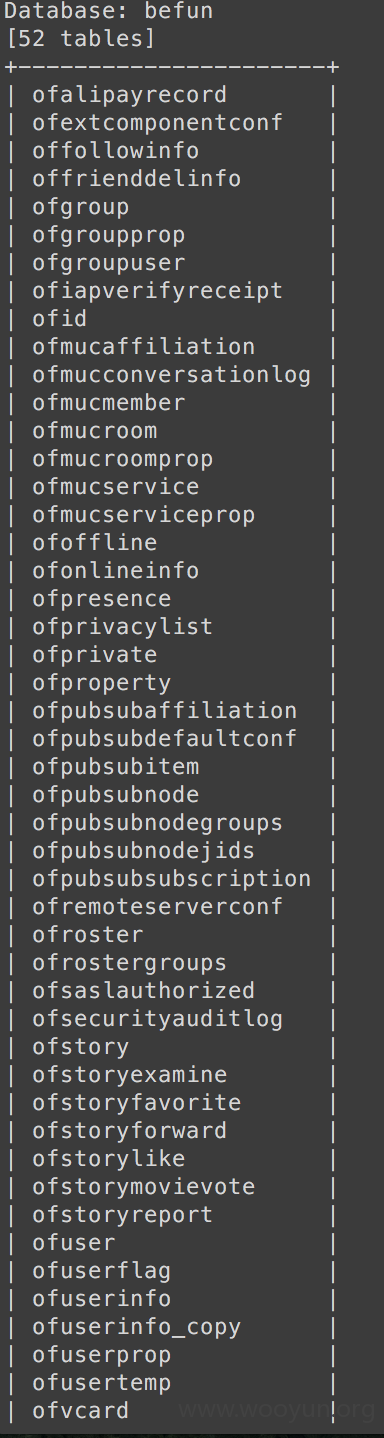 Database: befun
[52 tables]
+----------------------+
| ofalipayrecord       |
| ofextcomponentconf   |
| offollowinfo         |
| offrienddelinfo      |
| ofgroup              |
| ofgroupprop          |
| ofgroupuser          |
| ofiapverifyreceipt   |
| ofid                 |
| ofmucaffiliation     |
| ofmucconversationlog |
| ofmucmember          |
| ofmucroom            |
| ofmucroomprop        |
| ofmucservice         |
| ofmucserviceprop     |
| ofoffline            |
| ofonlineinfo         |
| ofpresence           |
| ofprivacylist        |
| ofprivate            |
| ofproperty           |
| ofpubsubaffiliation  |
| ofpubsubdefaultconf  |
| ofpubsubitem         |
| ofpubsubnode         |
| ofpubsubnodegroups   |
| ofpubsubnodejids     |
| ofpubsubsubscription |
| ofremoteserverconf   |
| ofroster             |
| ofrostergroups       |
| ofsaslauthorized     |
| ofsecurityauditlog   |
| ofstory              |
| ofstoryexamine       |
| ofstoryfavorite      |
| ofstoryforward       |
| ofstorylike          |
| ofstorymovievote     |
| ofstoryreport        |
| ofuser               |
| ofuserflag           |
| ofuserinfo           |
| ofuserinfo_copy      |
| ofuserprop           |
| ofusertemp           |
| ofvcard              |
www.wooyun.org